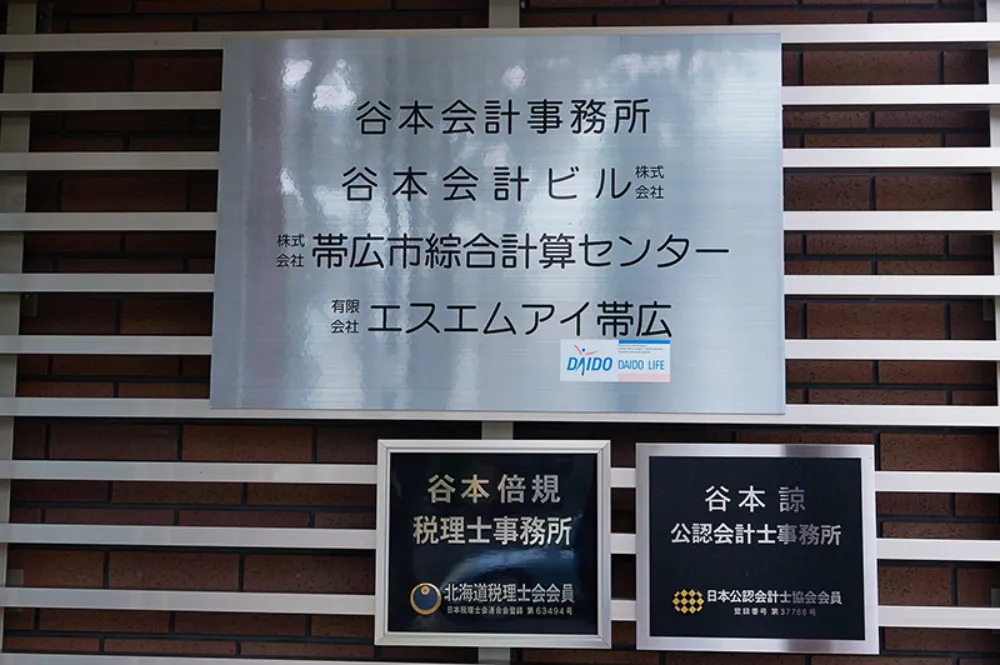 谷本会計事務所
谷本会計ビル株式会社
株式会社帯広市綜合計算センター
有限会社エスエムアイ帯広
DAIDO DAIDO LIFE
谷本倍規
税理士事務所
北海道税理士会会員
日本税理士会連合会登録 第63494号
谷本諒
公認会計士事務所
日本公認会計士協会会員
登録番号 第37766号